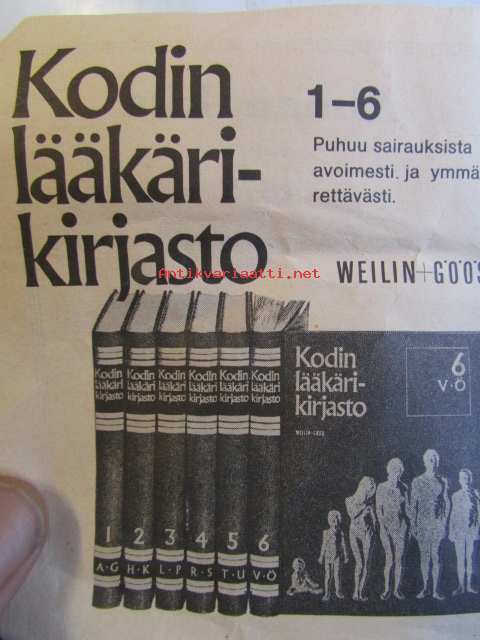 Kodin
lääkäri-
kirjasto
1–6
Puhuu sairauksista
avoimesti. ja ymmä
rettävästi.
antikvariaatti.net
WEILIN+GÖÖS
Kodin
lääkäri
kirjasto
1
A-G
Kodin
lääkäri
kirjasto
2
H-K
Kodin
lääkäri
kirjasto
3
L-P
Kodin
lääkäri
kirjasto
4
R-S
Kodin
lääkäri
kirjasto
5
T-U
Kodin
lääkäri
kirjasto
6
V-Ö
Kodin
lääkäri-
kirjasto
WEILIN+GÖÖS
6
V·Ö